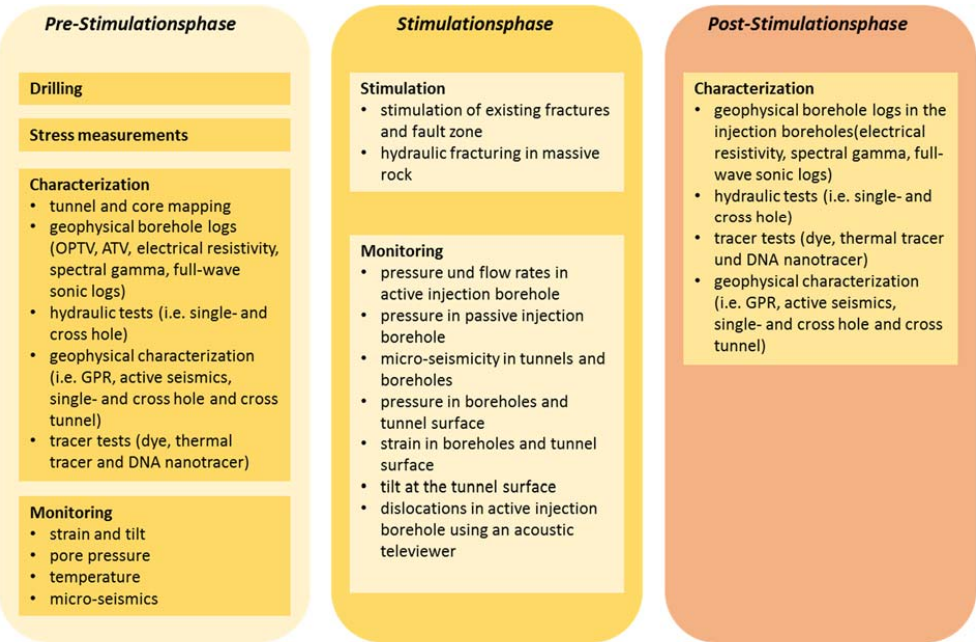 Pre-Stimulationsphase
Drilling
Stress measurements
Characterization
• tunnel and core mapping
• geophysical borehole logs
(OPTV, ATV, electrical resistivity,
spectral gamma, full-wave
sonic logs)
• hydraulic tests (i.e. single- and
cross hole)
• geophysical characterization
(i.e. GPR, active seismics,
single- and cross hole and cross
tunnel)
• tracer tests (dye, thermal
tracer and DNA nanotracer)
Monitoring
• strain and tilt
• pore pressure
• temperature
• micro-seismics
Stimulationsphase
Stimulation
• stimulation of existing fractures
and fault zone
• hydraulic fracturing in massive
rock
Monitoring
• pressure und flow rates in
active injection borehole
• pressure in passive injection
borehole
• micro-seismicity in tunnels and
boreholes
• pressure in boreholes and
tunnel surface
• strain in boreholes and tunnel
surface
• tilt at the tunnel surface
• dislocations in active injection
borehole using an acoustic
televiewer
Post-Stimulationsphase
Characterization
• geophysical borehole logs in the
injection boreholes(electrical
resistivity, spectral gamma, full-
wave sonic logs)
• hydraulic tests (i.e. single- and
cross hole)
• tracer tests (dye, thermal tracer
und DNA nanotracer)
• geophysical characterization
(i.e. GPR, active seismics,
single- and cross hole and cross
tunnel)